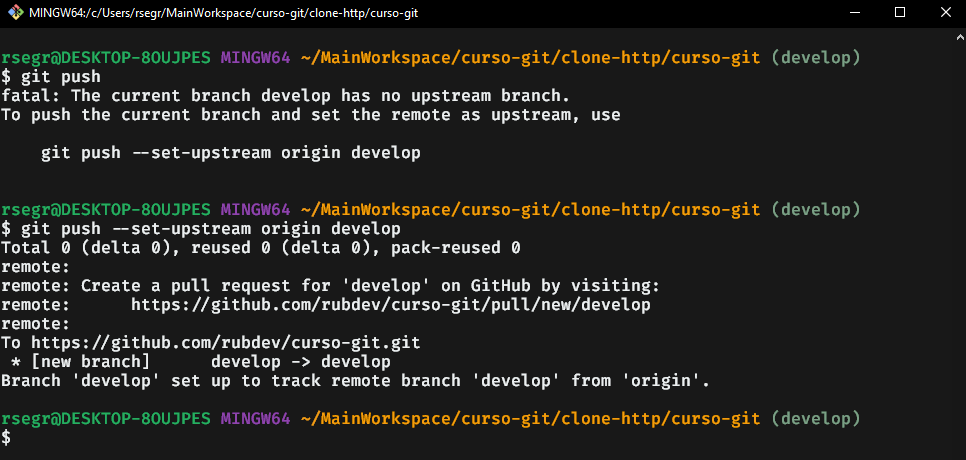 MINGW64:/c/Users/rsegr/MainWorkspace/curso-git/clone-http/curso-git
rsegr@DESKTOP-8OUJPES MINGW64 ~/MainWorkspace/curso-git/clone-http/curso-git (develop)
$ git push
fatal: The current branch develop has no upstream branch.
To push the current branch and set the remote as upstream, use
    git push --set-upstream origin develop
rsegr@DESKTOP-8OUJPES MINGW64 ~/MainWorkspace/curso-git/clone-http/curso-git (develop)
$ git push --set-upstream origin develop
Total 0 (delta 0), reused 0 (delta 0), pack-reused 0
remote:
remote: Create a pull request for 'develop' on GitHub by visiting:
remote:      https://github.com/rubdev/curso-git/pull/new/develop
remote:
To https://github.com/rubdev/curso-git.git
 * [new branch]      develop -> develop
Branch 'develop' set up to track remote branch 'develop' from 'origin'.
rsegr@DESKTOP-8OUJPES MINGW64 ~/MainWorkspace/curso-git/clone-http/curso-git (develop)
$